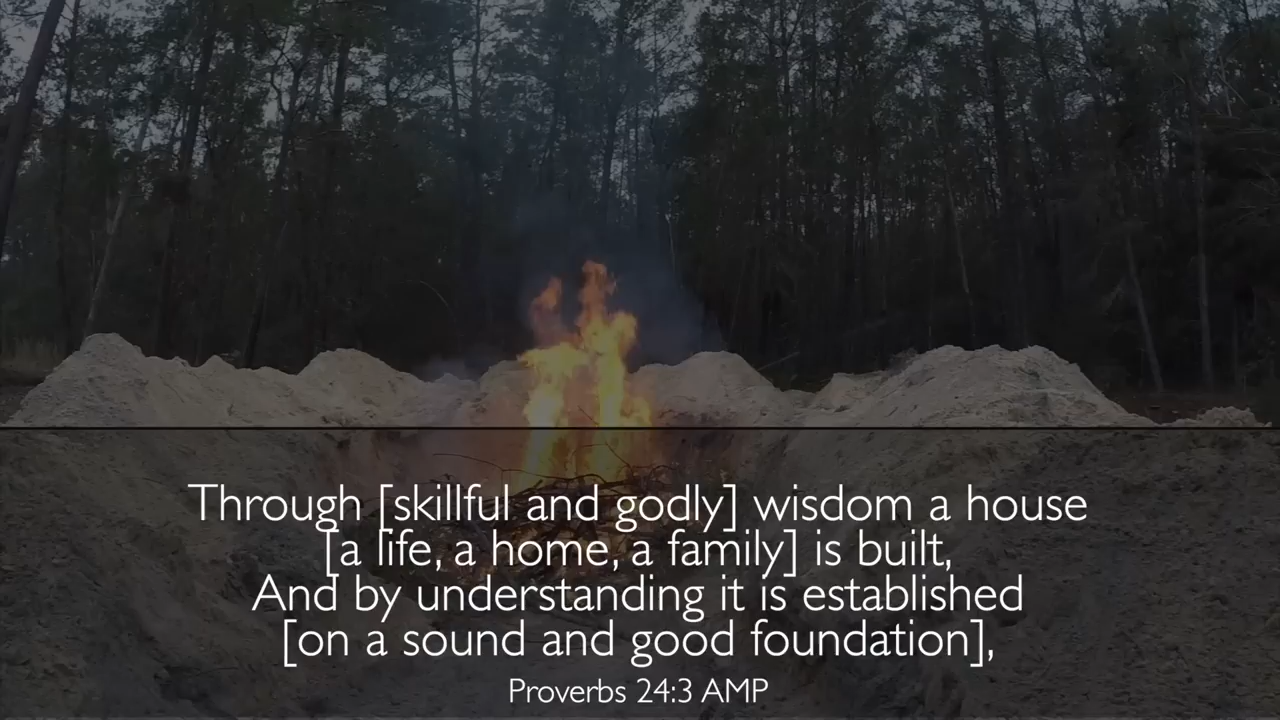 Through [skillful and godly] wisdom a house
[a life, a home, a family] is built,
And by understanding it is established
[on a sound and good foundation],
Proverbs 24:3 AMP